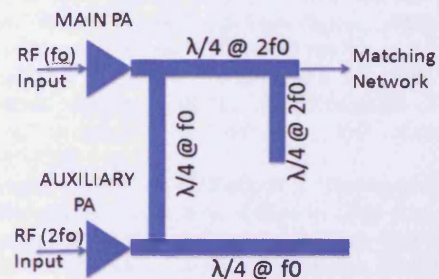 MAIN PA
RF (fo)
Input
λ/4 @ 2f0
Matching
Network
λ/4 @ f0
λ/4 @ 2f0
AUXILIARY
PA
RF (2fo)
Input
λ/4 @ f0